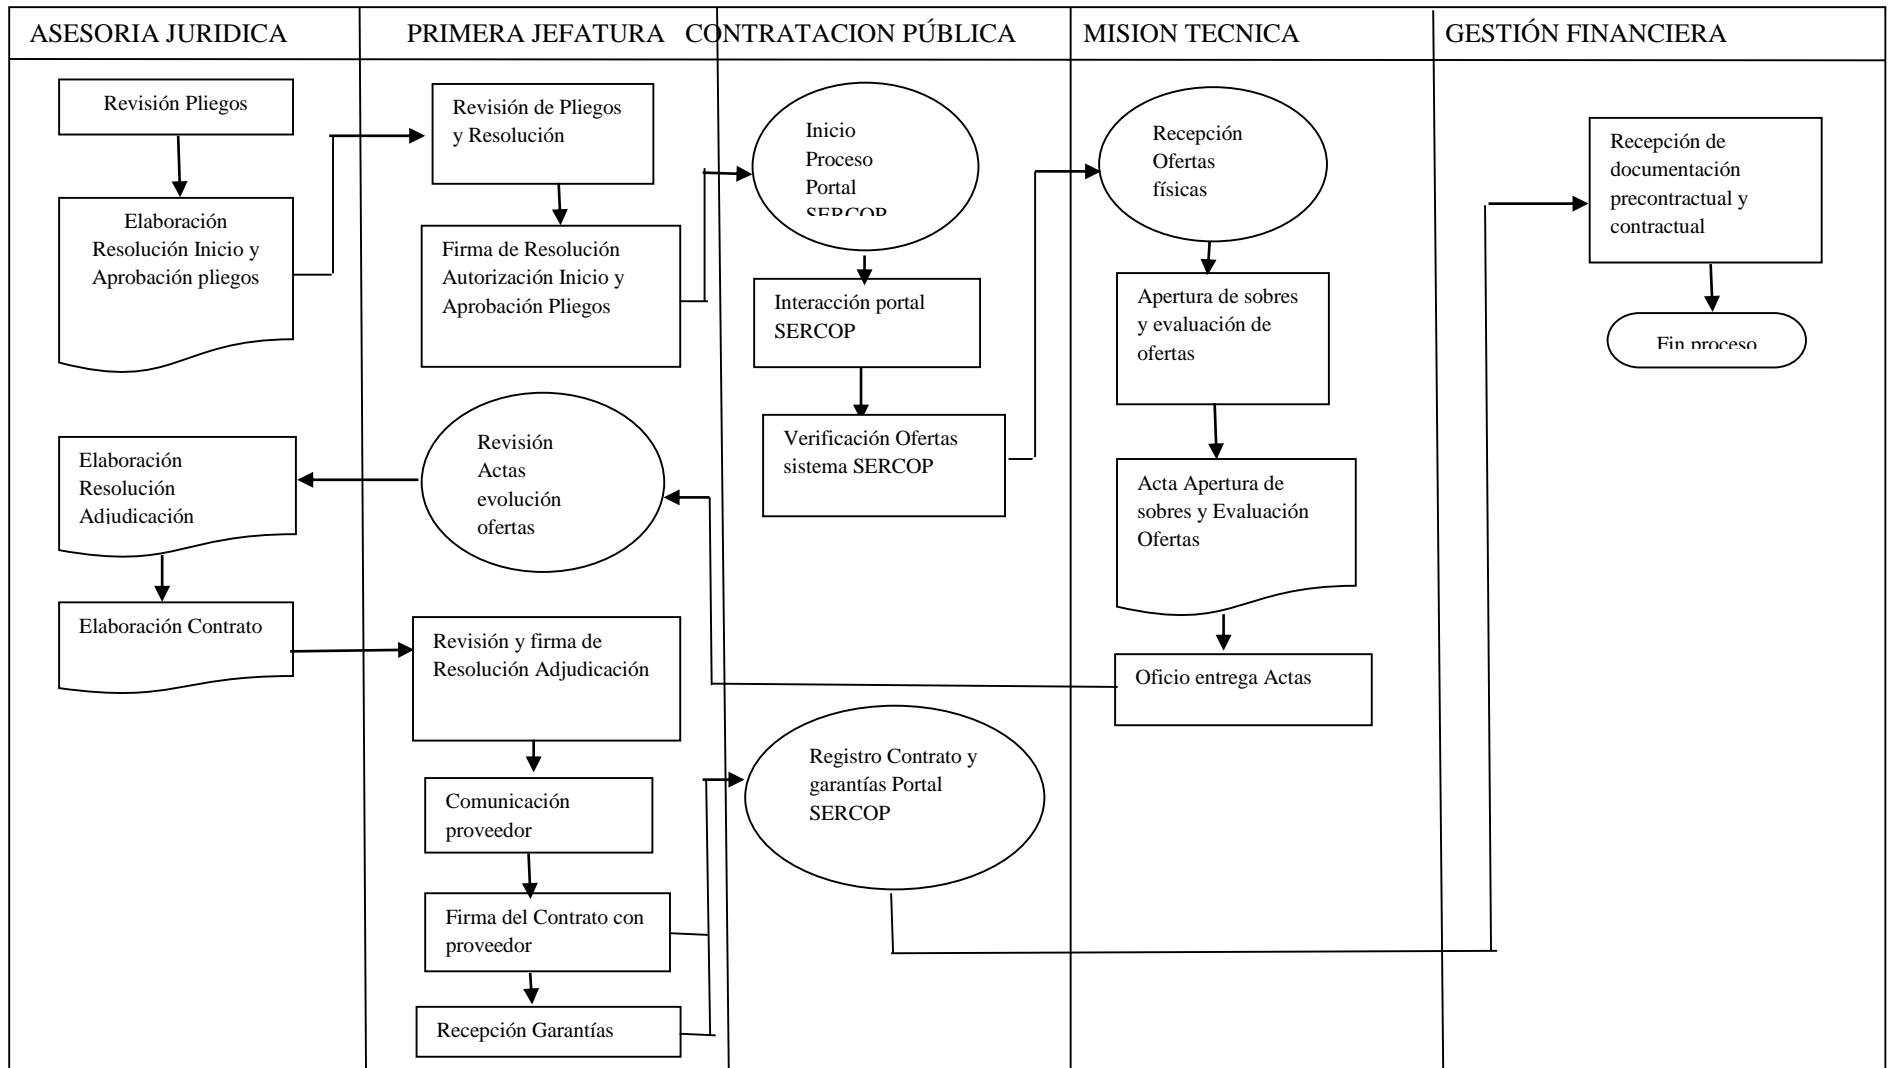 ASESORIA JURIDICA
PRIMERA JEFATURA
CONTRATACION PÚBLICA
MISION TECNICA
GESTIÓN FINANCIERA
Revisión Pliegos
Elaboración
Resolución Inicio y
Aprobación pliegos
Elaboración
Resolución
Adjudicación
Elaboración Contrato
Revisión de Pliegos
y Resolución
Firma de Resolución
Autorización Inicio y
Aprobación Pliegos
Revisión
Actas
evolución
ofertas
Revisión y firma de
Resolución Adjudicación
Comunicación
proveedor
Firma del Contrato con
proveedor
Recepción Garantías
Inicio
Proceso
Portal
SERCOP
Interacción portal
SERCOP
Verificación Ofertas
sistema SERCOP
Registro Contrato y
garantías Portal
SERCOP
Recepción
Ofertas
físicas
Apertura de sobres
y evaluación de
ofertas
Acta Apertura de
sobres y Evaluación
Ofertas
Oficio entrega Actas
Recepción de
documentación
precontractual y
contractual
Fin proceso